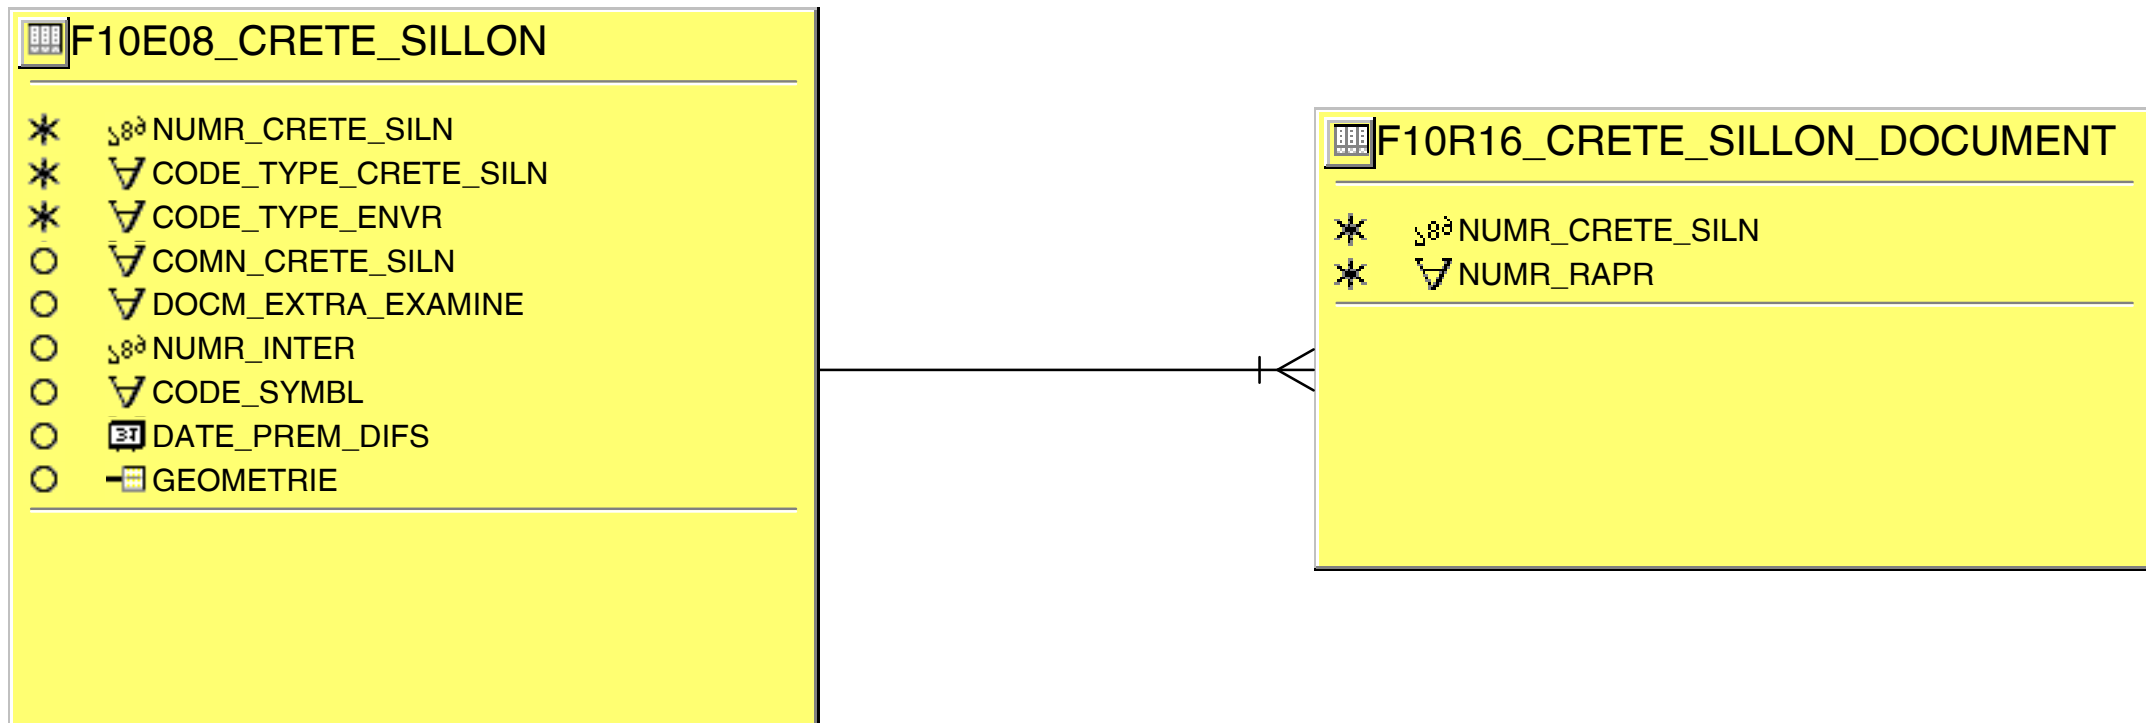 F10E08_CRETE_SILLON
NUMR_CRETE_SILN
CODE_TYPE_CRETE_SILN
CODE_TYPE_ENVR
COMN_CRETE_SILN
DOCM_EXTRA_EXAMINE
NUMR_INTER
CODE_SYMBL
DATE_PREM_DIFS
GEOMETRIE
F10R16_CRETE_SILLON_DOCUMENT
NUMR_CRETE_SILN
NUMR_RAPR